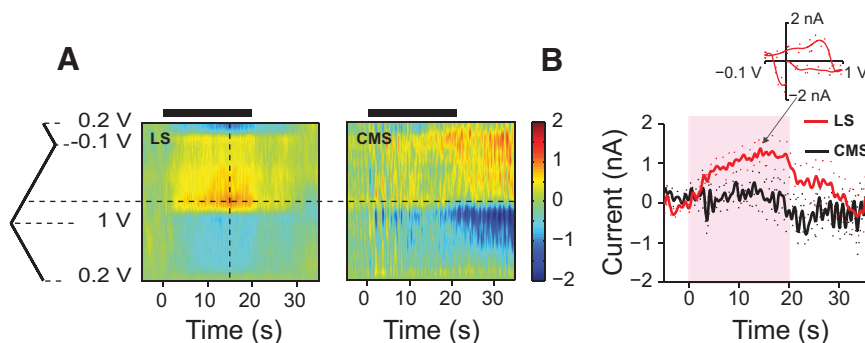 A
0.2 V
-0.1 V
1 V
0.2 V
LS
0 10 20 30
Time (s)
CMS
0 10 20 30
Time (s)
2
1
0
−1
−2
B
2 nA
−0.1 V
1 V
−2 nA
LS
CMS
Current (nA)
2
1
0
-1
−2
0 10 20 30
Time (s)